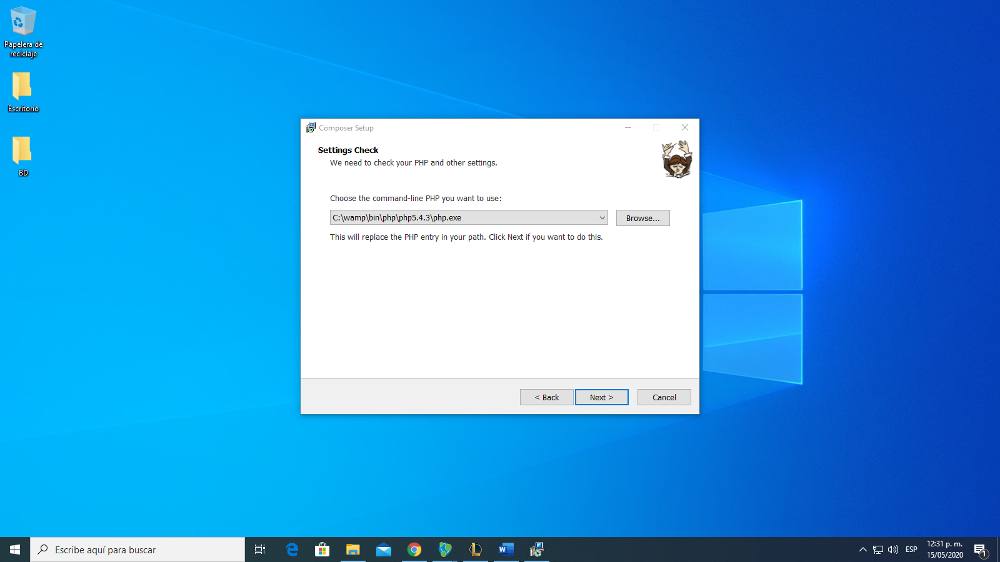 Papelera de
reciclaje
Escritorio
BD
Composer Setup
Settings Check
We need to check your PHP and other settings.
Choose the command-line PHP you want to use:
C:\wamp\bin\php\php5.4.3\php.exe
Browse...
This will replace the PHP entry in your path. Click Next if you want to do this.
< Back
Next >
Cancel
Escribe aquí para buscar
ESP
12:31 p. m.
15/05/2020
1